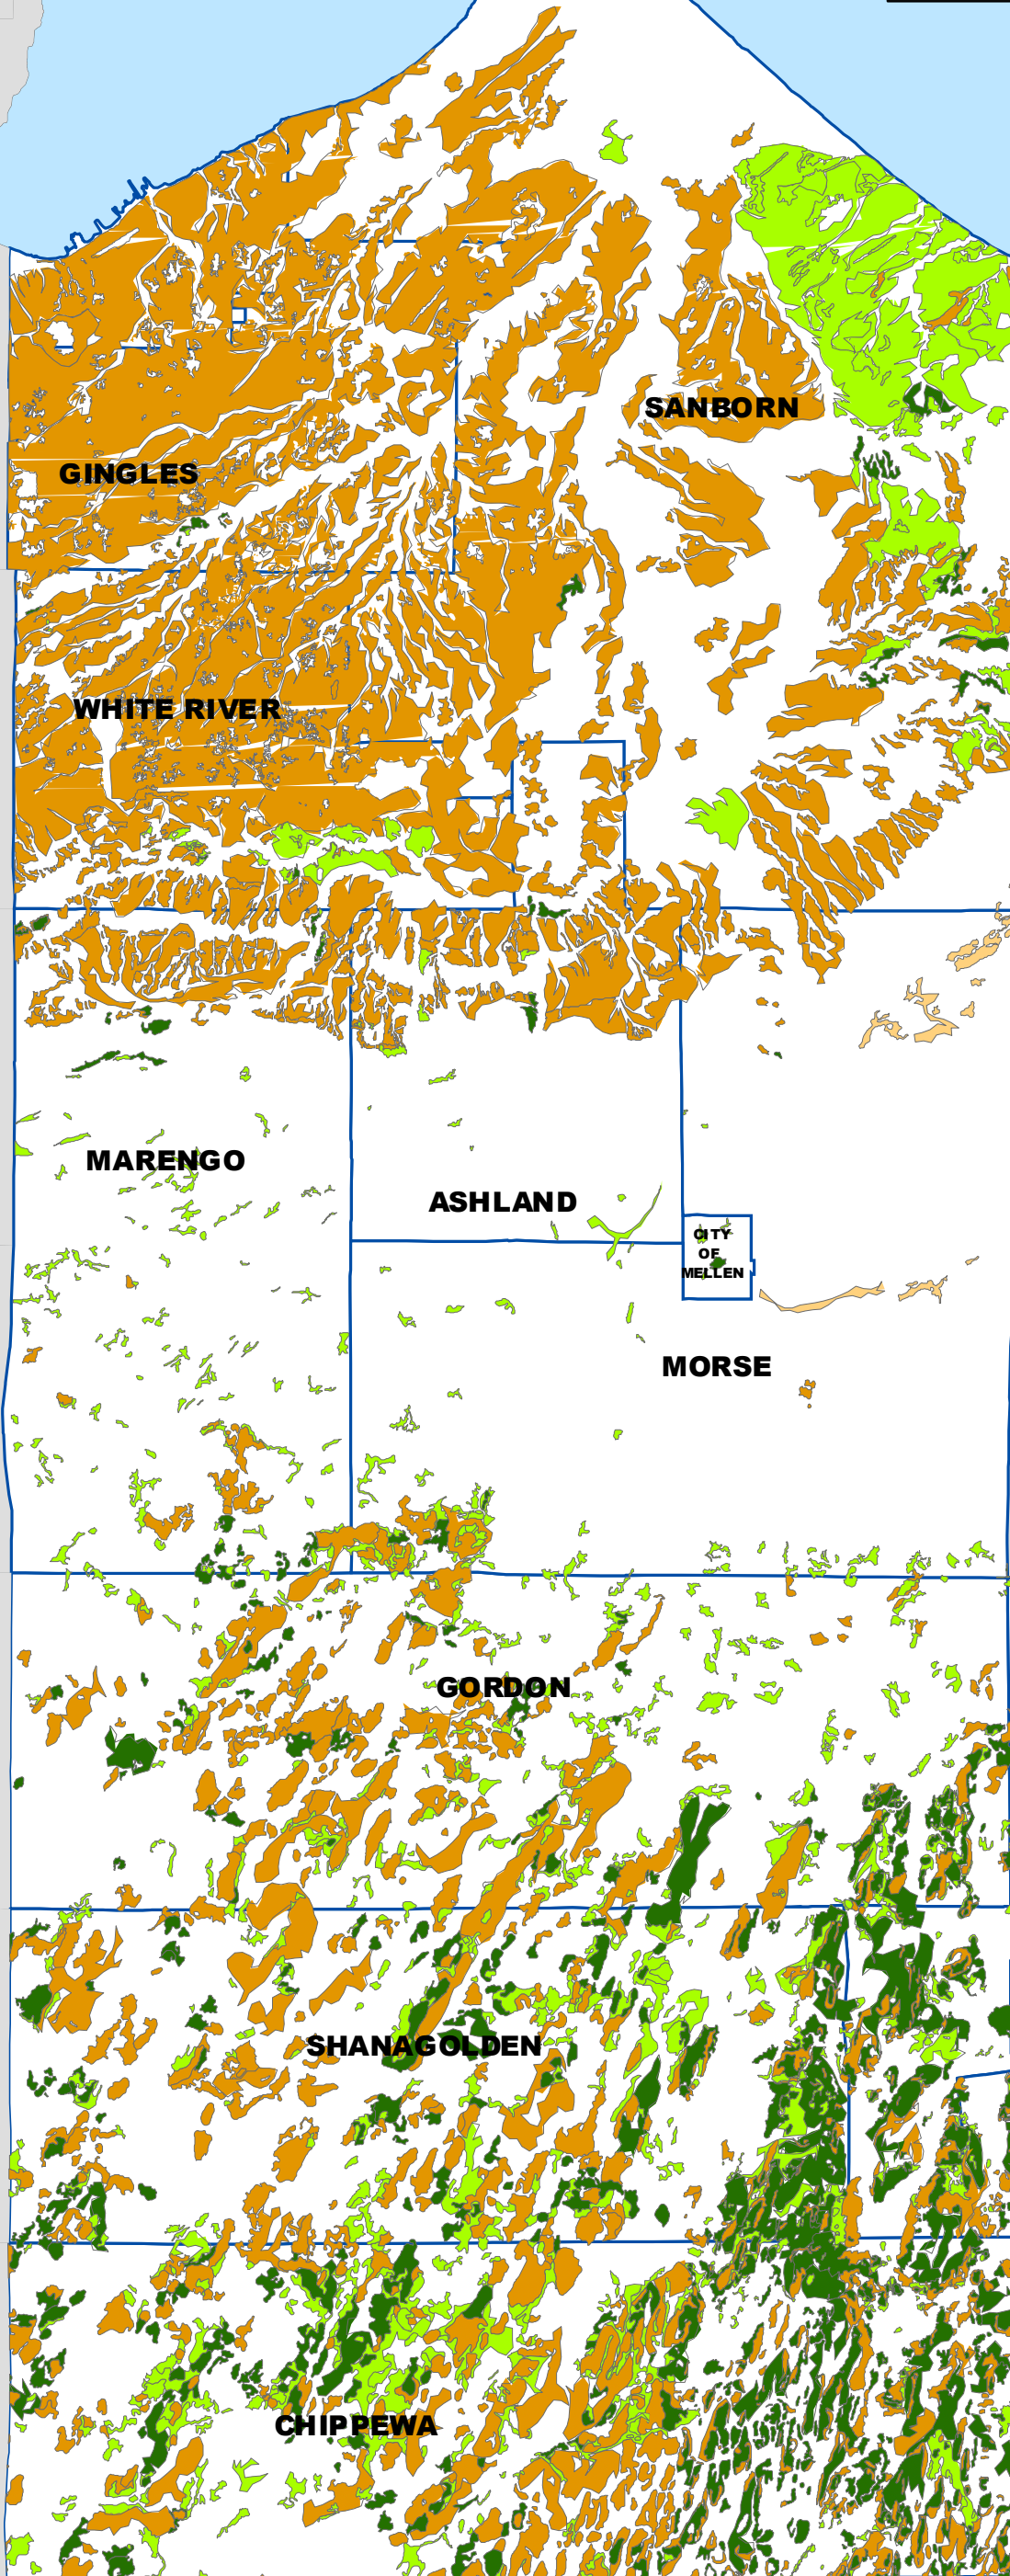 SANBORN
GINGLES
WHITE RIVER
MARENGO
ASHLAND
CITY
OF
MELLEN
MORSE
GORDON
SHANAGOLDEN
CHIPPEWA